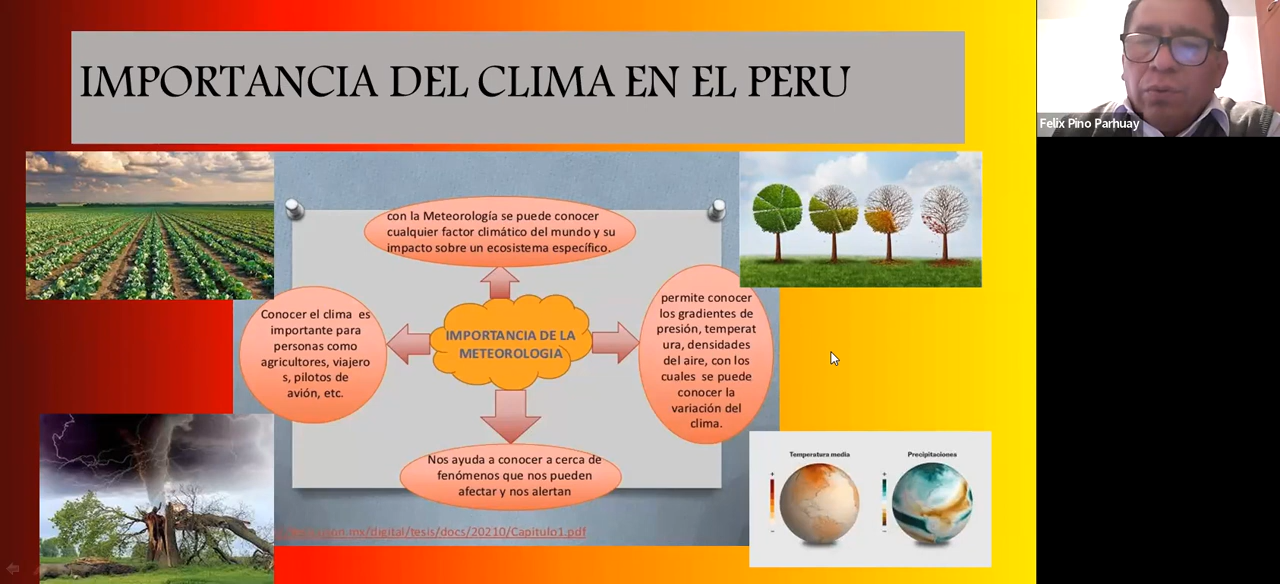 IMPORTANCIA DEL CLIMA EN EL PERU
Felix Pino Parhuay
con la Meteorología se puede conocer
cualquier factor climático del mundo y su
impacto sobre un ecosistema específico.
Conocer el clima es
importante para
personas como
agricultores, viajero
s, pilotos de
avión, etc.
IMPORTANCIA DE LA
METEOROLOGIA
permite conocer
los gradientes de
presión, temperat
ura, densidades
del aire, con los
cuales se puede
conocer la
variación del
clima.
Nos ayuda a conocer a cerca de
fenómenos que nos pueden
afectar y nos alertan
/digital/tesis/docs/20210/Capitulo1.pdf
Temperatura media
Precipitaciones
+
-
+
-